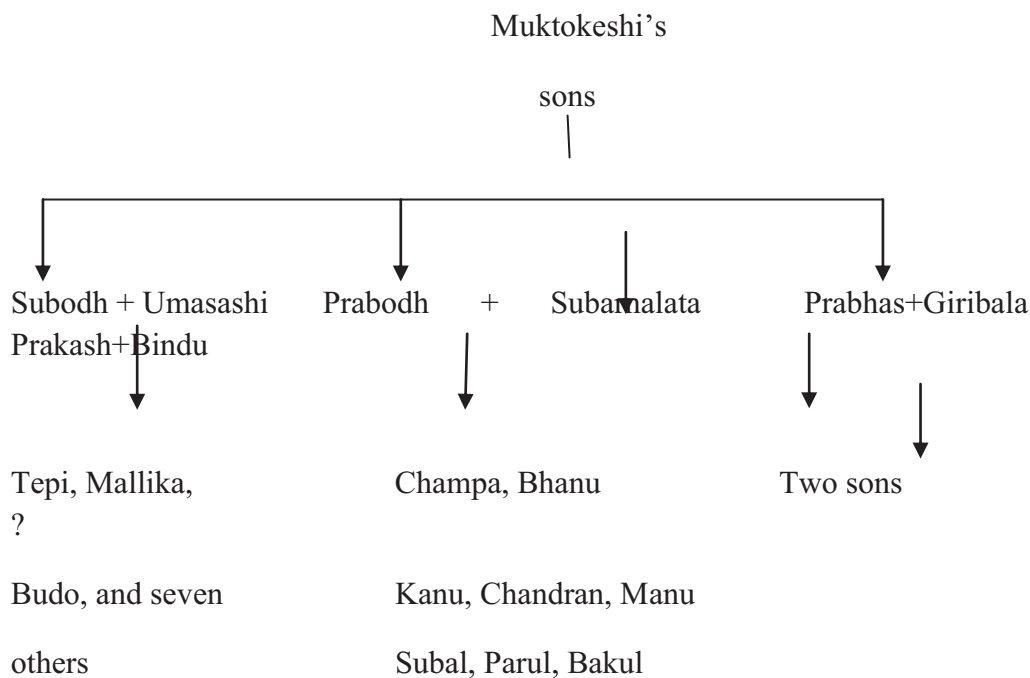 Muktokeshi's
sons
Subodh + Umasashi Prabodh + Subarnalata Prabhas+Giribala
Prakash+Bindu
Tepi, Mallika, Champa, Bhanu Two sons
?
Budo, and seven Kanu, Chandran, Manu
others Subal, Parul, Bakul